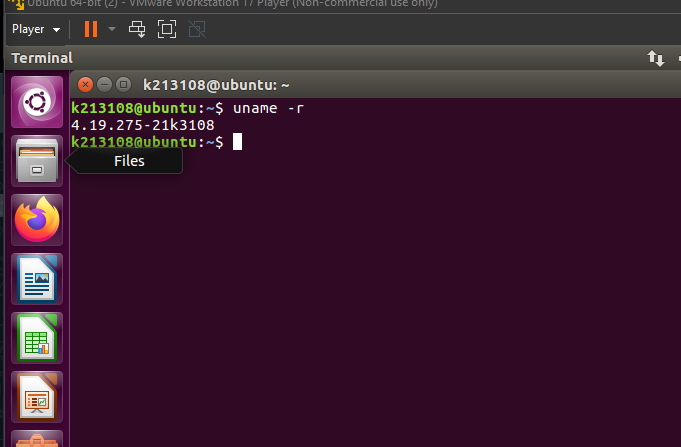 Ubuntu 64-bit (2) - VMware Workstation 17 Player (Non-commercial use only)
Player
Terminal
k213108@ubuntu: ~
k213108@ubuntu:~$ uname -r
4.19.275-21k3108
k213108@ubuntu:~$
Files